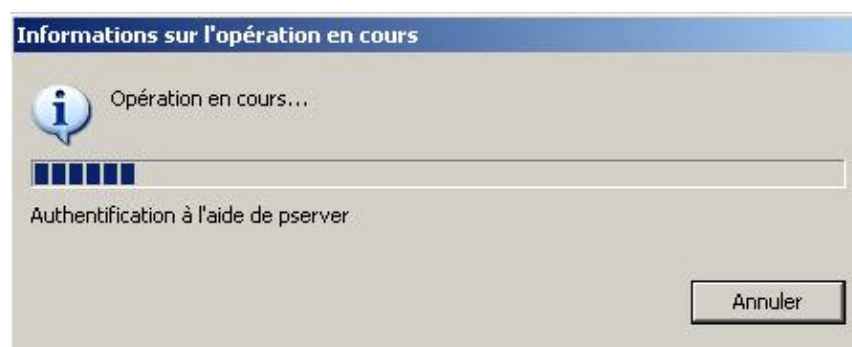 Informations sur l'opération en cours
Opération en cours...
Authentification à l'aide de pserver
Annuler